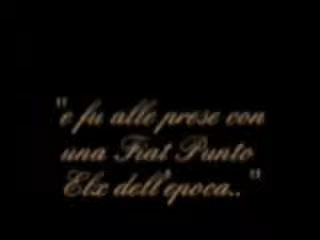 "e fu alle prese con
una Fiat Punto
Elx dell'epoca.."